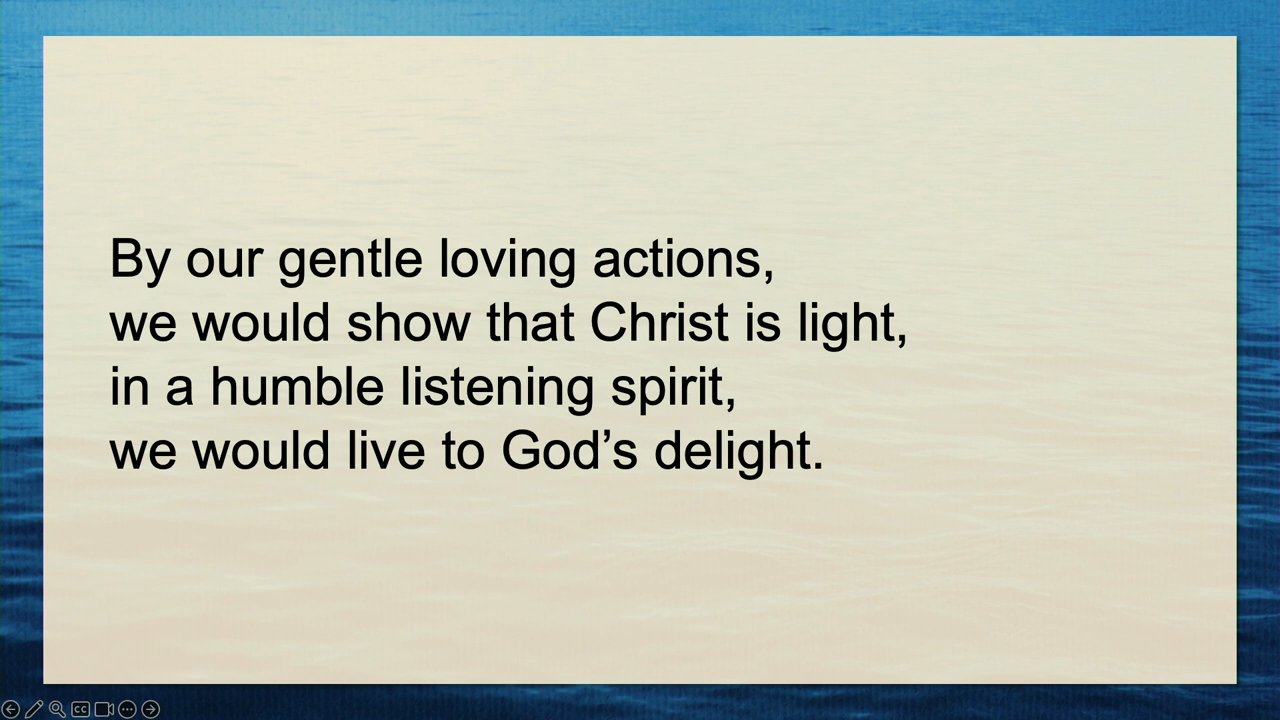 By our gentle loving actions,
we would show that Christ is light,
in a humble listening spirit,
we would live to God’s delight.
CC